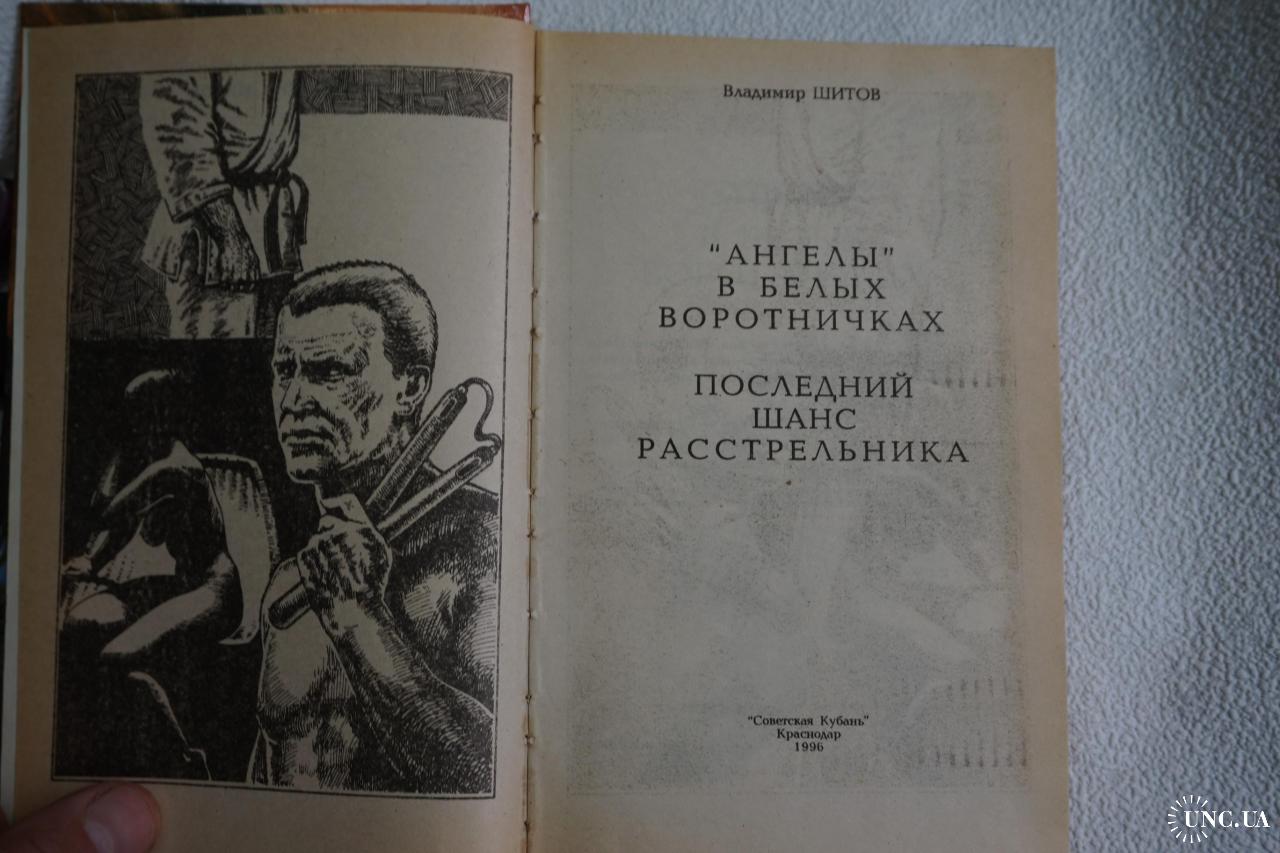 Владимир ШИТОВ
"АНГЕЛЫ"
В БЕЛЫХ
ВОРОТНИЧКАХ
ПОСЛЕДНИЙ
ШАНС
РАССТРЕЛЬНИКА
"Советская Кубань"
Краснодар
1996
UNC.UA